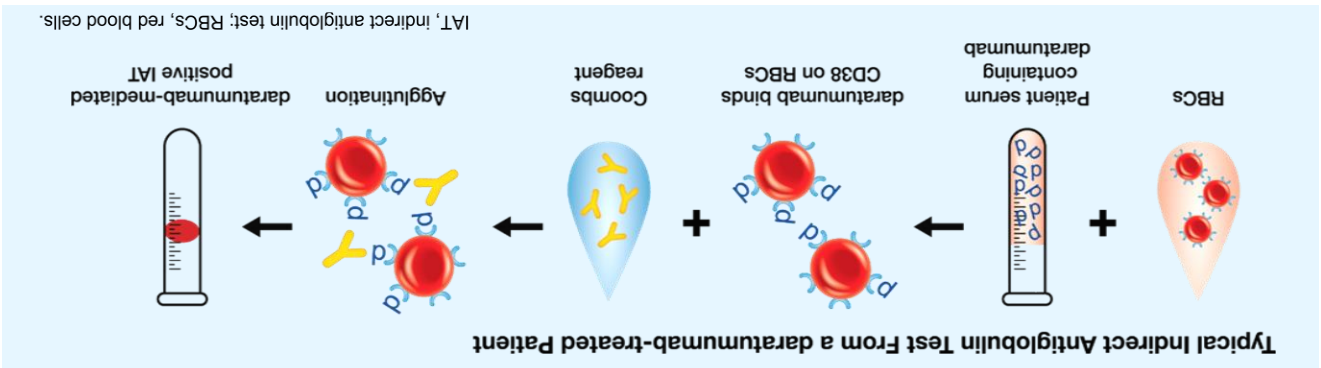 Typical Indirect Antiglobulin Test From a daratumumab-treated Patient
RBCs
Patient serum
containing
daratumumab
daratumumab binds
CD38 on RBCs
Coombs
reagent
Agglutination
daratumumab-mediated
positive IAT
IAT, indirect antiglobulin test; RBCs, red blood cells.